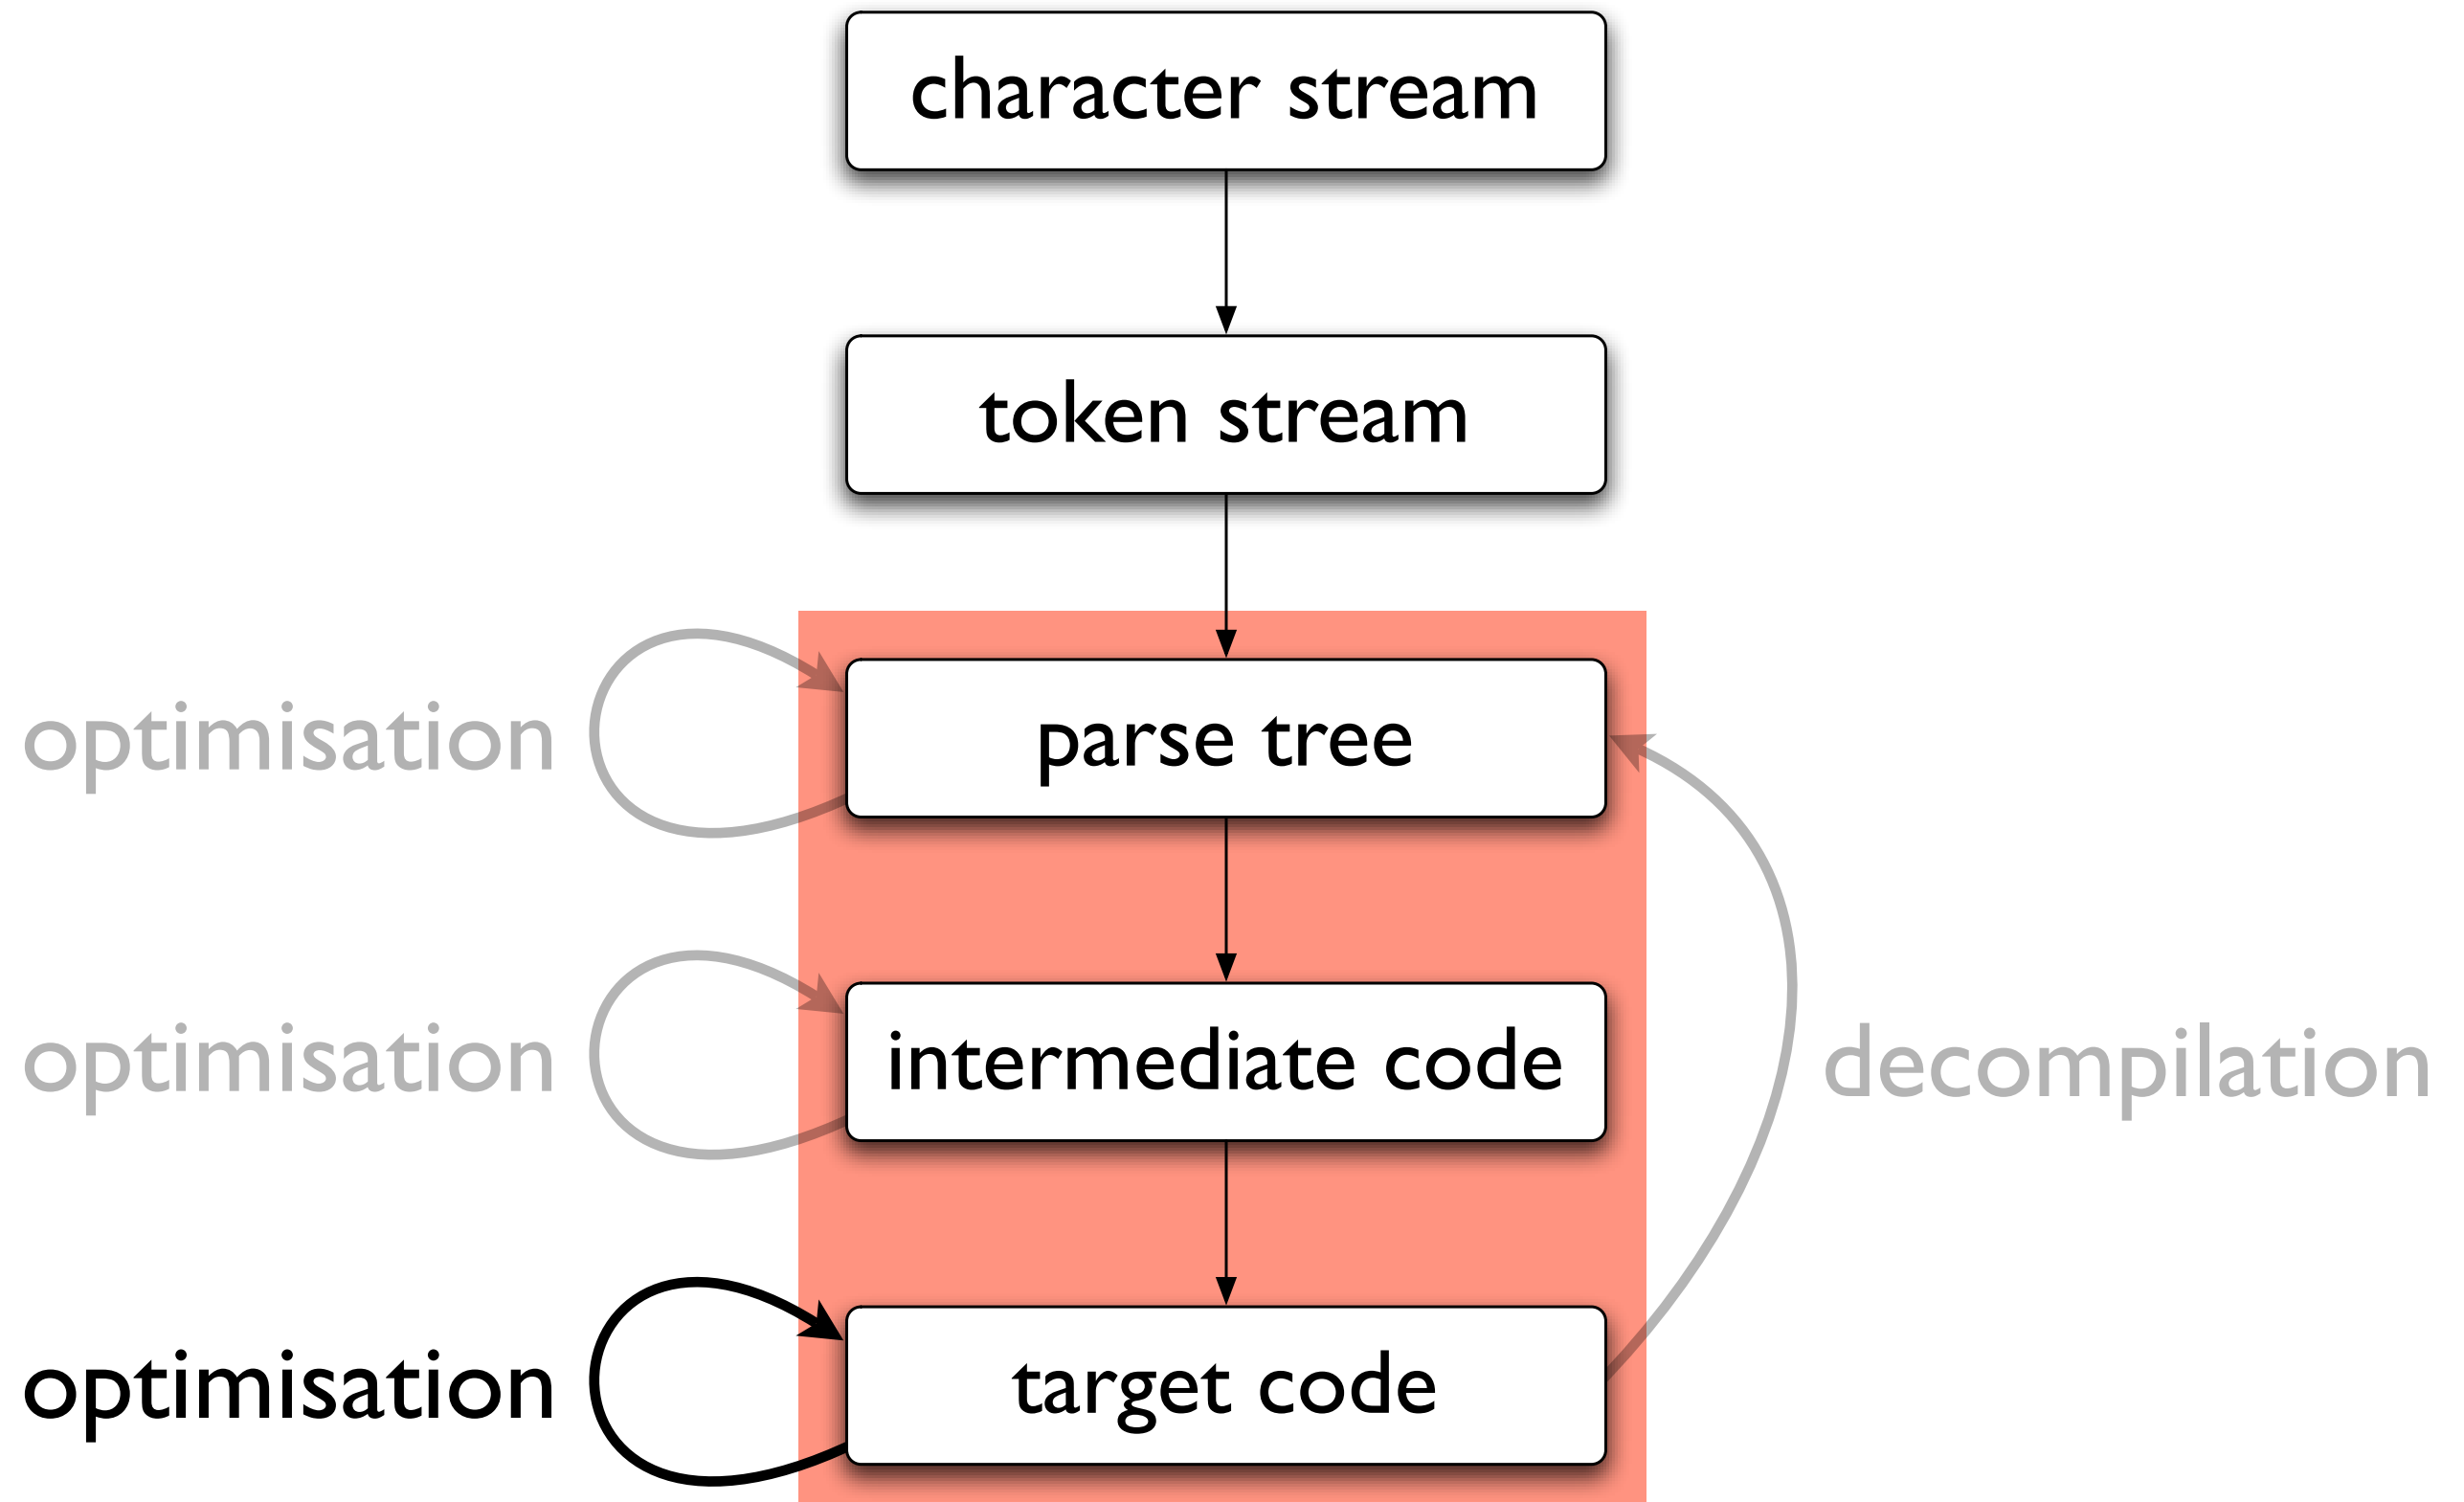 character stream
token stream
optimisation
parse tree
optimisation
intermediate code
decompilation
optimisation
target code